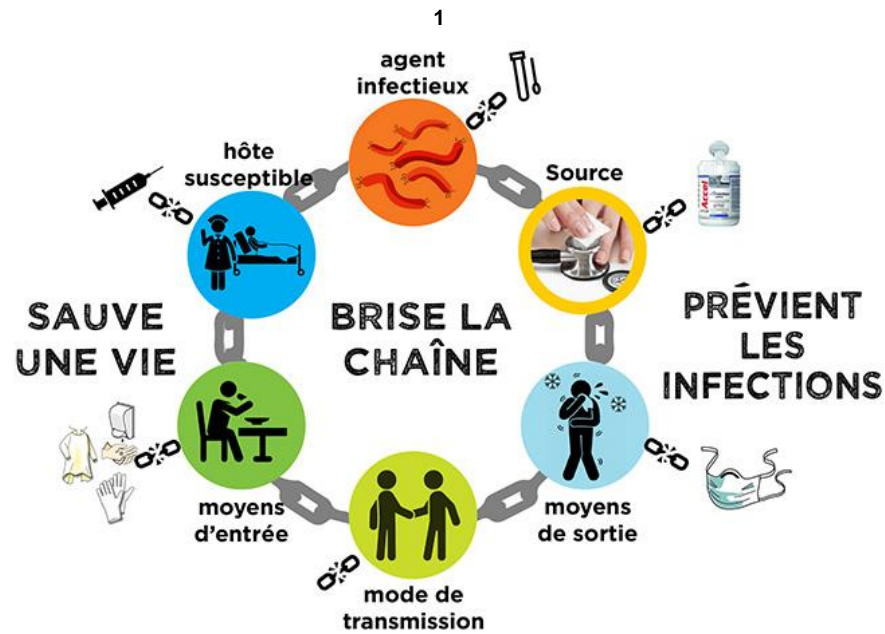 1
agent
infectieux
hôte
susceptible
Source
Accel
SAUVE
UNE VIE
BRISE LA
CHAÎNE
PRÉVIENT
LES
INFECTIONS
moyens
d'entrée
mode de
transmission
moyens
de sortie